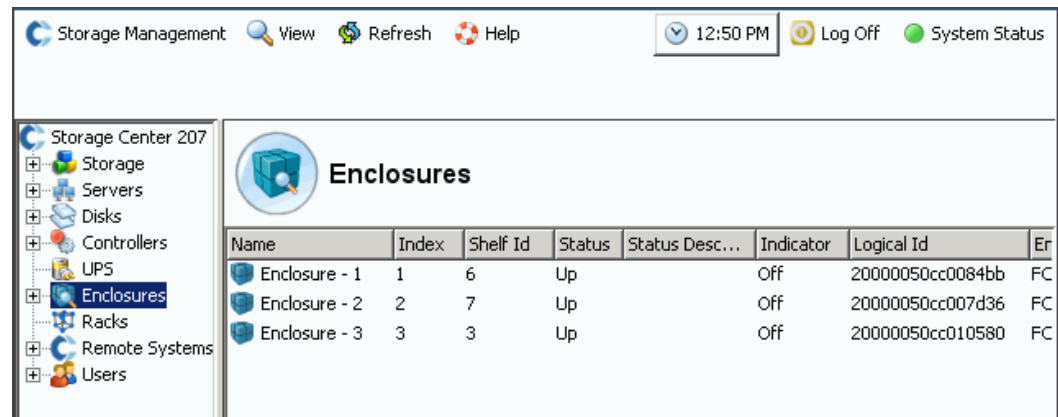 Storage Management View Refresh Help 12:50 PM Log Off System Status
Storage Center 207
Storage
Servers
Disks
Controllers
UPS
Enclosures
Racks
Remote Systems
Users
Enclosures
Name Index Shelf Id Status Status Desc... Indicator Logical Id
Enclosure - 1 1 6 Up Off 20000050cc0084bb FC
Enclosure - 2 2 7 Up Off 20000050cc007d36 FC
Enclosure - 3 3 3 Up Off 20000050cc010580 FC